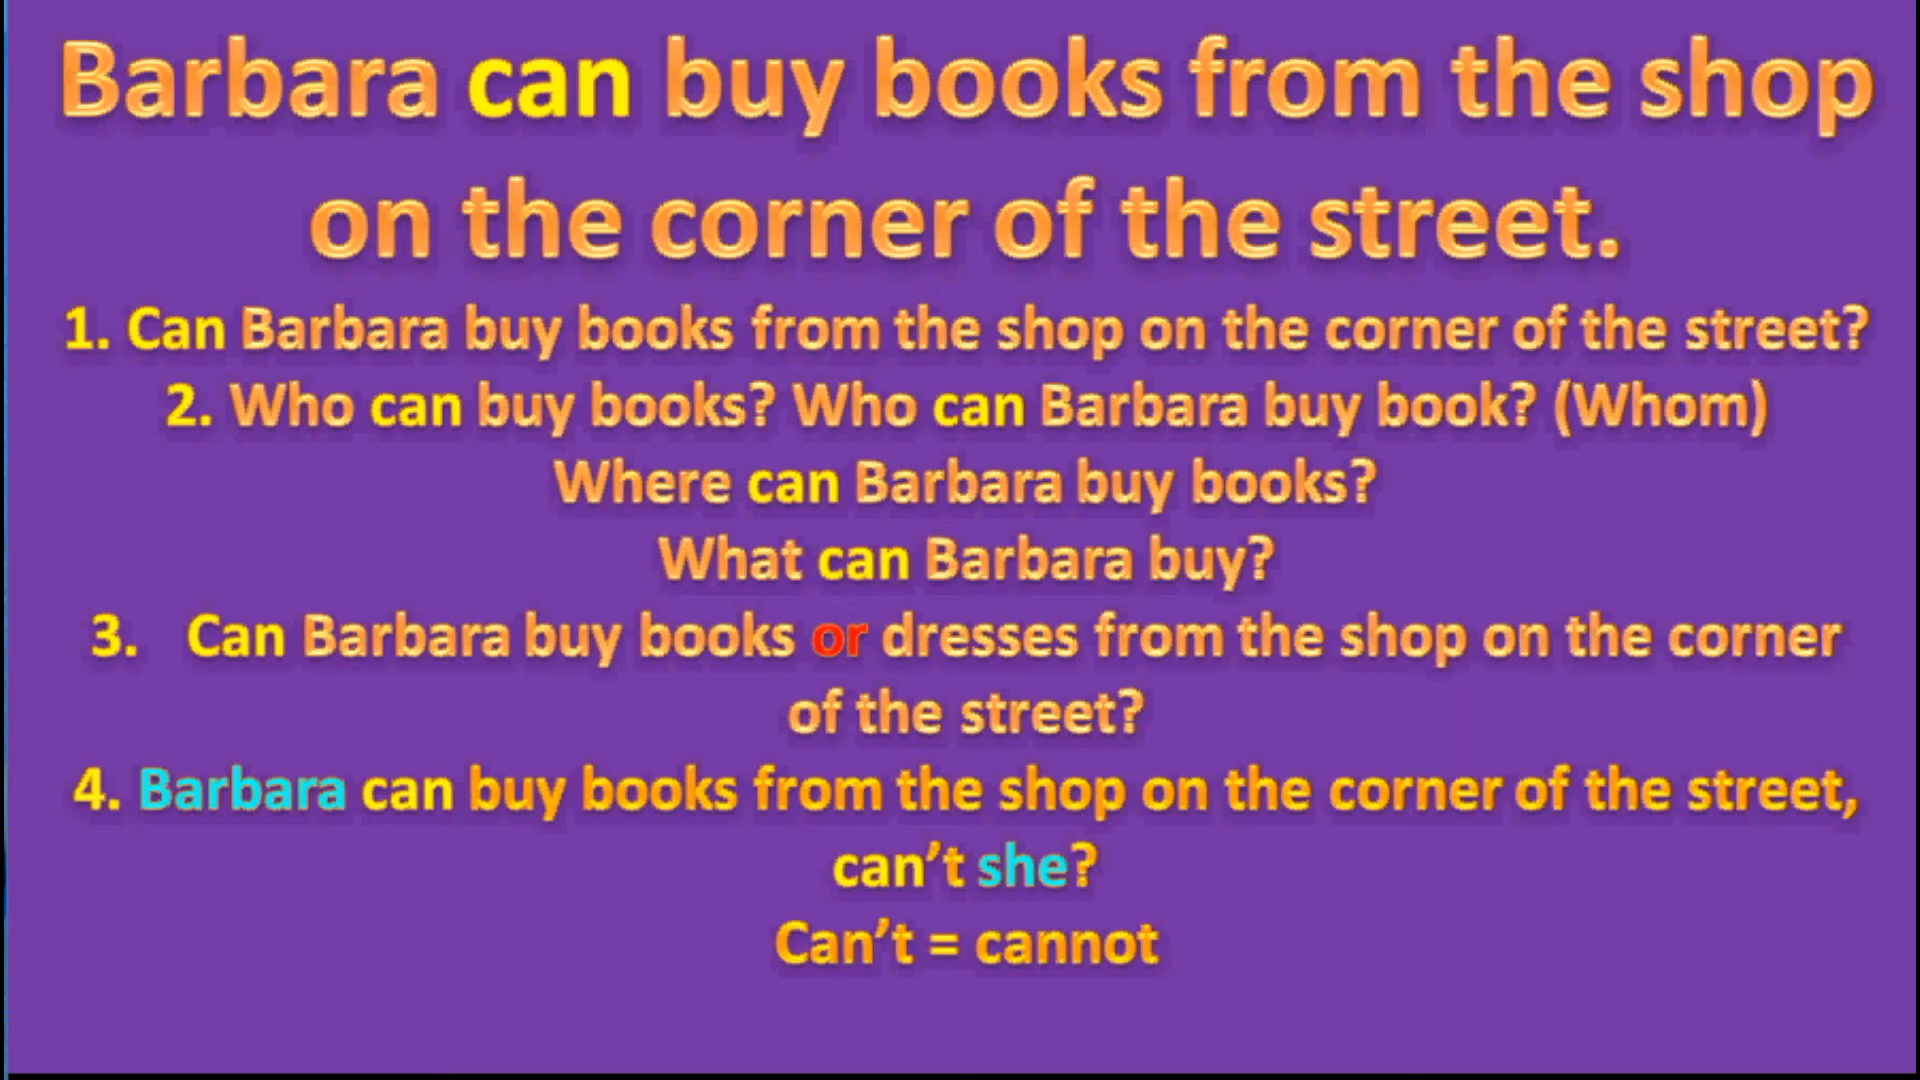 Barbara can buy books from the shop
on the corner of the street.
1. Can Barbara buy books from the shop on the corner of the street?
2. Who can buy books? Who can Barbara buy book? (Whom)
Where can Barbara buy books?
What can Barbara buy?
3. Can Barbara buy books or dresses from the shop on the corner
of the street?
4. Barbara can buy books from the shop on the corner of the street,
can’t she?
Can’t = cannot